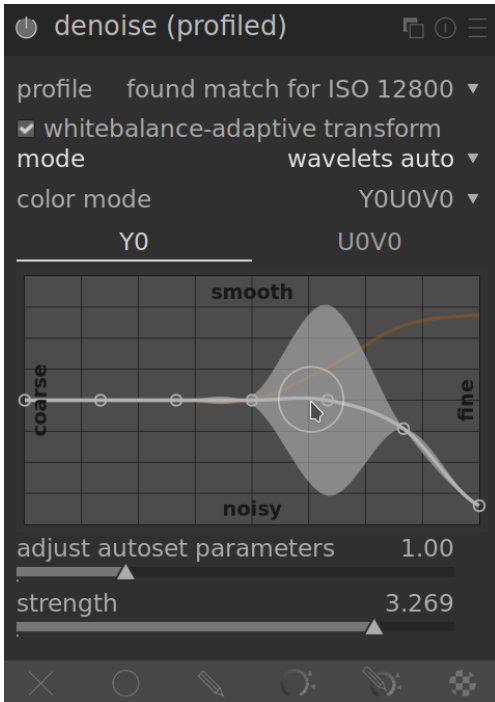 denoise (profiled)
profile found match for ISO 12800
whitebalance-adaptive transform
mode wavelets auto
color mode Y0U0V0
Y0 U0V0
smooth
coarse
fine
noisy
adjust autoset parameters 1.00
strength 3.269